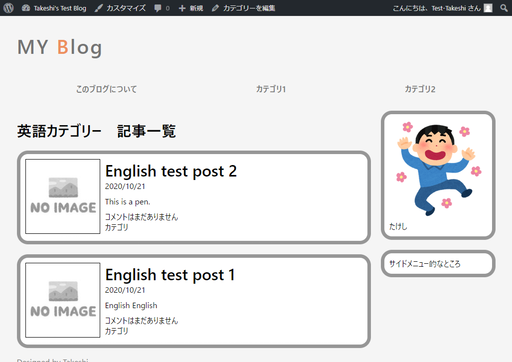 Takeshi's Test Blog カスタマイズ 0 新規 カテゴリーを編集 こんにちは、Test-Takeshi さん
MY Blog
このブログについて カテゴリ1 カテゴリ2
英語カテゴリー 記事一覧
NO IMAGE
English test post 2
2020/10/21
This is a pen.
コメントはまだありません
カテゴリ
NO IMAGE
English test post 1
2020/10/21
English English
コメントはまだありません
カテゴリ
たけし
サイドメニュー的なところ
Designed by Takeshi